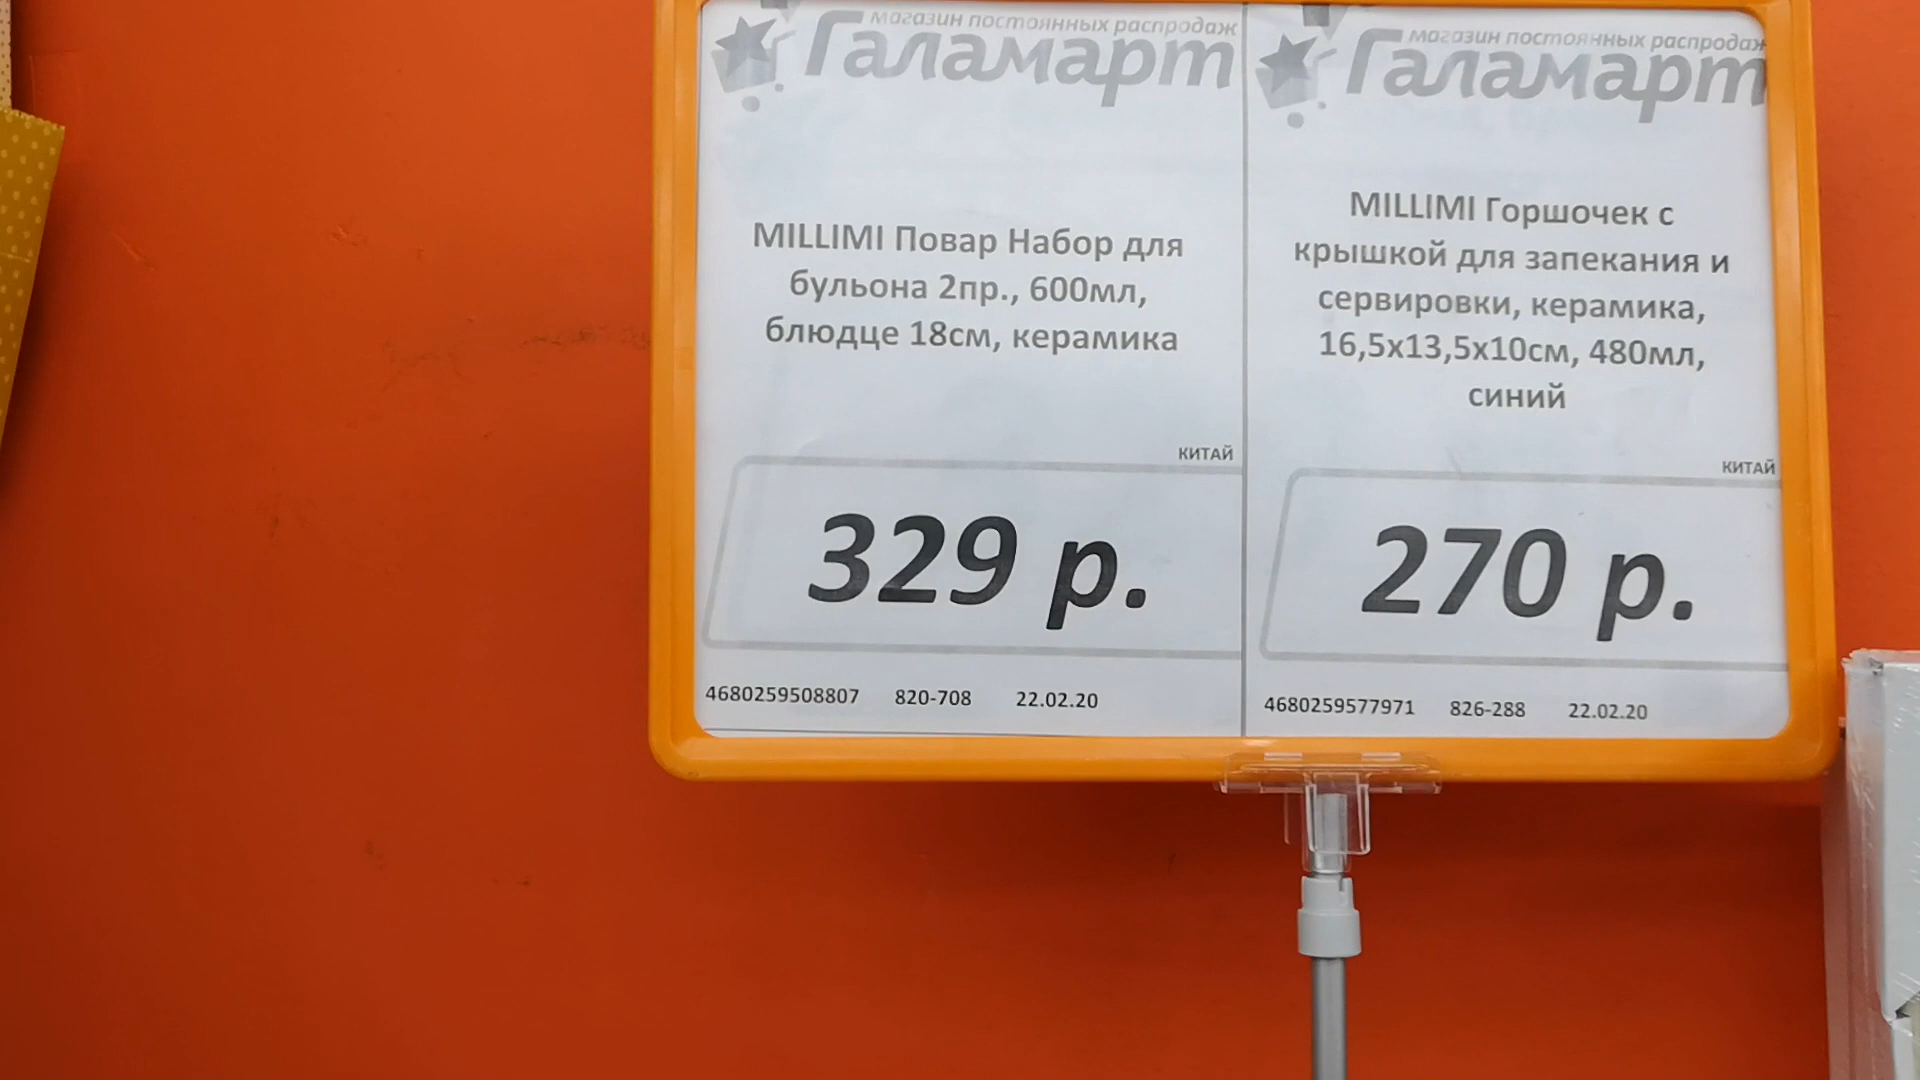 магазин постоянных распродаж
Галамарт
MILLIMI Повар Набор для
бульона 2пр., 600мл,
блюдце 18см, керамика
КИТАЙ
329 р.
4680259508807 820-708 22.02.20
магазин постоянных распродаж
Галамарт
MILLIMI Горшочек с
крышкой для запекания и
сервировки, керамика,
16,5х13,5х10см, 480мл,
синий
КИТАЙ
270 р.
4680259577971 826-288 22.02.20